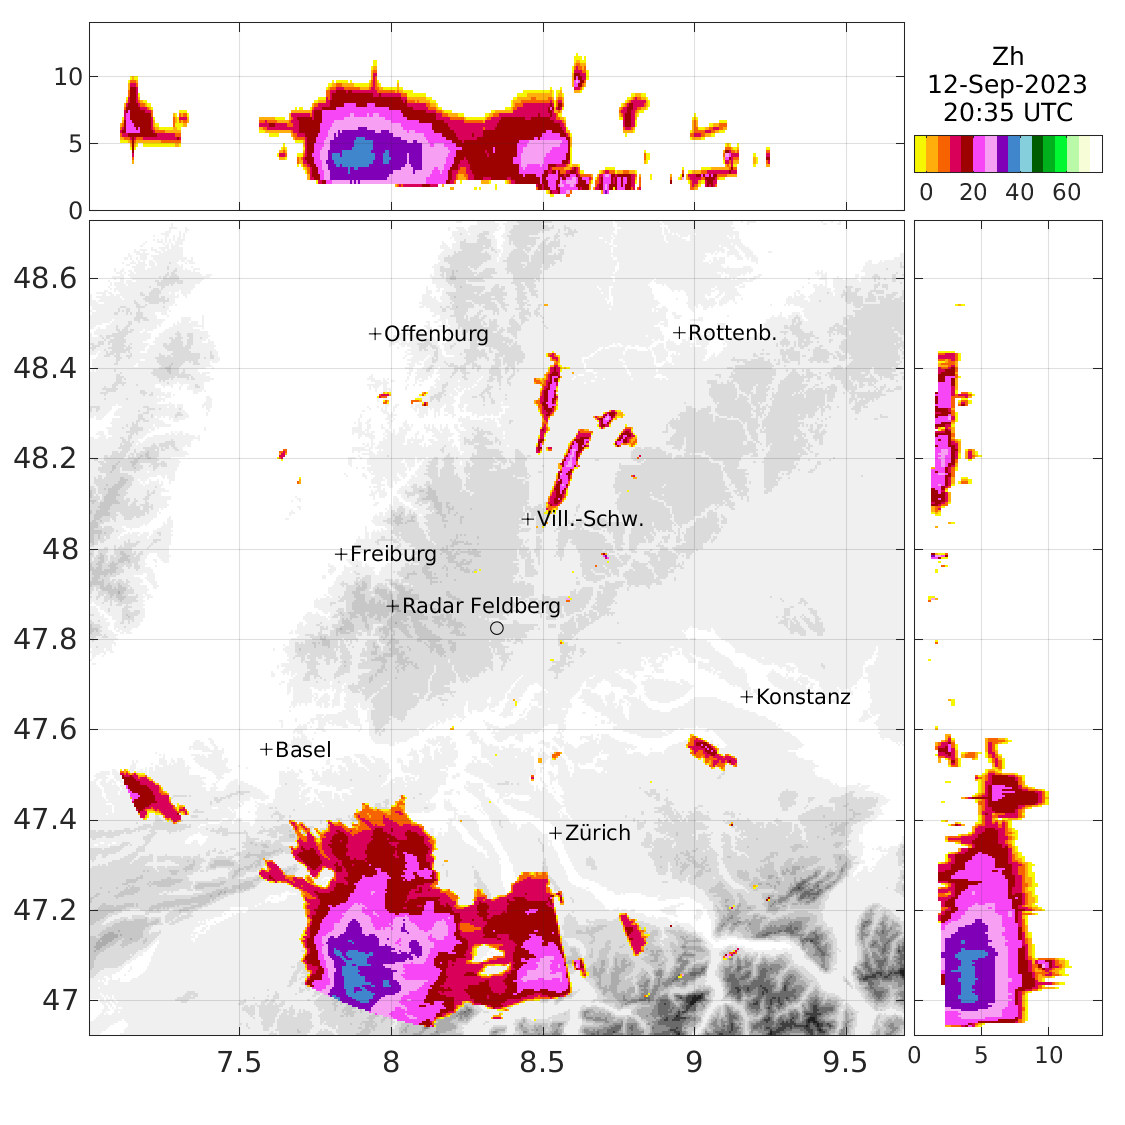 10
5
0
Zh
12-Sep-2023
20:35 UTC
0 20 40 60
48.6
48.4
48.2
48
47.8
47.6
47.4
47.2
47
+Offenburg
+Rottenb.
+Vill.-Schw.
+Freiburg
+Radar Feldberg
+Konstanz
+Basel
+Zürich
7.5 8 8.5 9 9.5
0 5 10